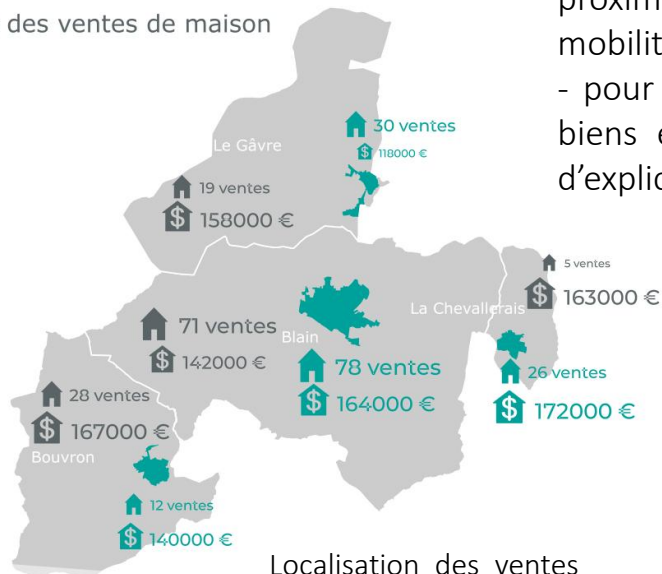 des ventes de maison
mobilit
- pour
biens e
d'explic
Le Gâvre
30 ventes
118000 €
19 ventes
158000 €
5 ventes
163000 €
La Chevallerais
71 ventes
142000 €
Blain
78 ventes
164000 €
26 ventes
172000 €
28 ventes
167000 €
Bouvron
12 ventes
140000 €
Localisation des ventes